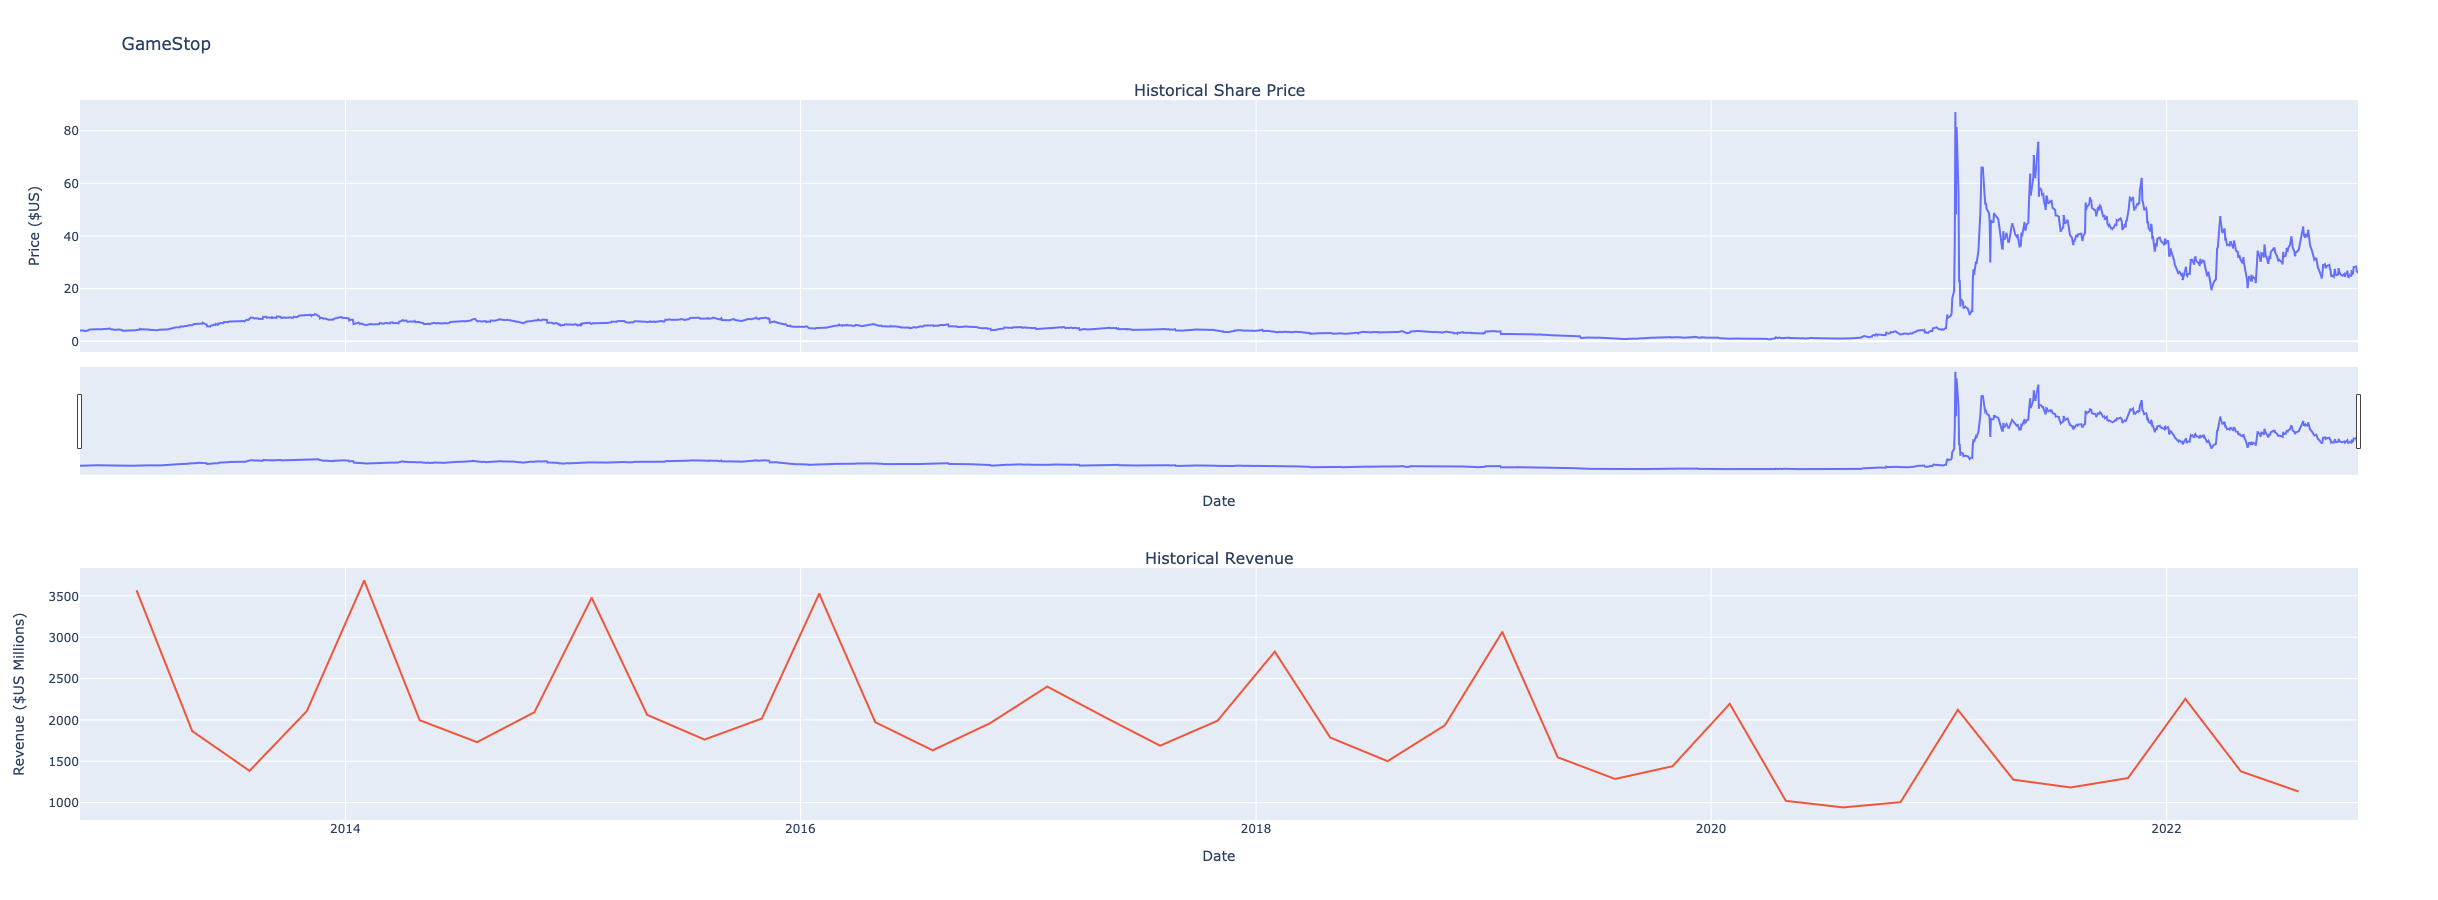 GameStop
Historical Share Price
80
60
40
20
0
Price ($US)
Date
Historical Revenue
3500
3000
2500
2000
1500
1000
Revenue ($US Millions)
2014 2016 2018 2020 2022
Date